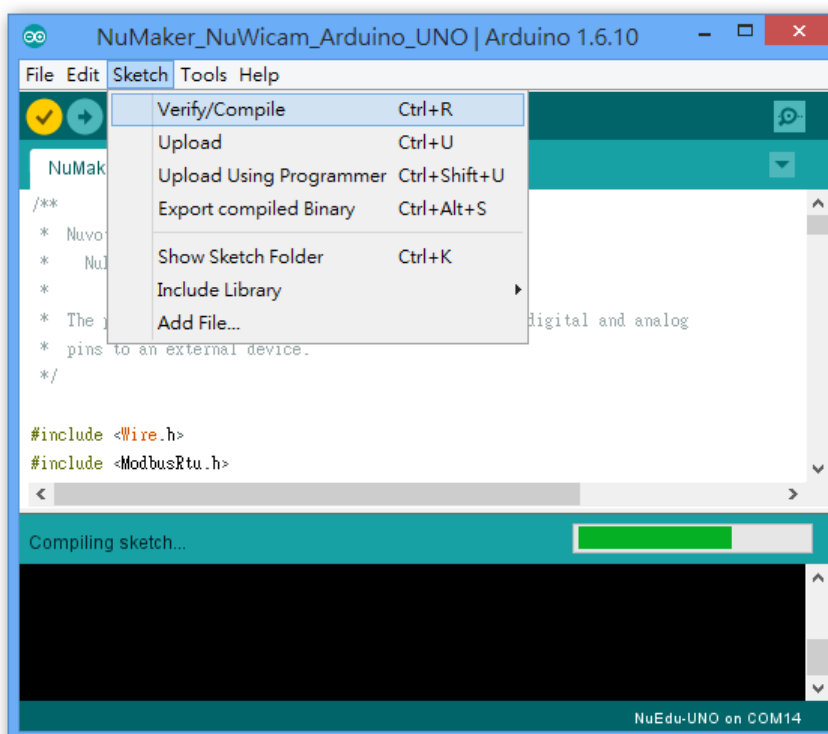 NuMaker_NuWicam_Arduino_UNO | Arduino 1.6.10
File Edit Sketch Tools Help
Verify/Compile Ctrl+R
Upload Ctrl+U
Upload Using Programmer Ctrl+Shift+U
Export compiled Binary Ctrl+Alt+S
Show Sketch Folder Ctrl+K
Include Library
Add File...
NuMak
/**
* Nuvo
* Nu
*
* The digital and analog
* pins to an external device.
*/
#include <Wire.h>
#include <ModbusRtu.h>
Compiling sketch...
NuEdu-UNO on COM14